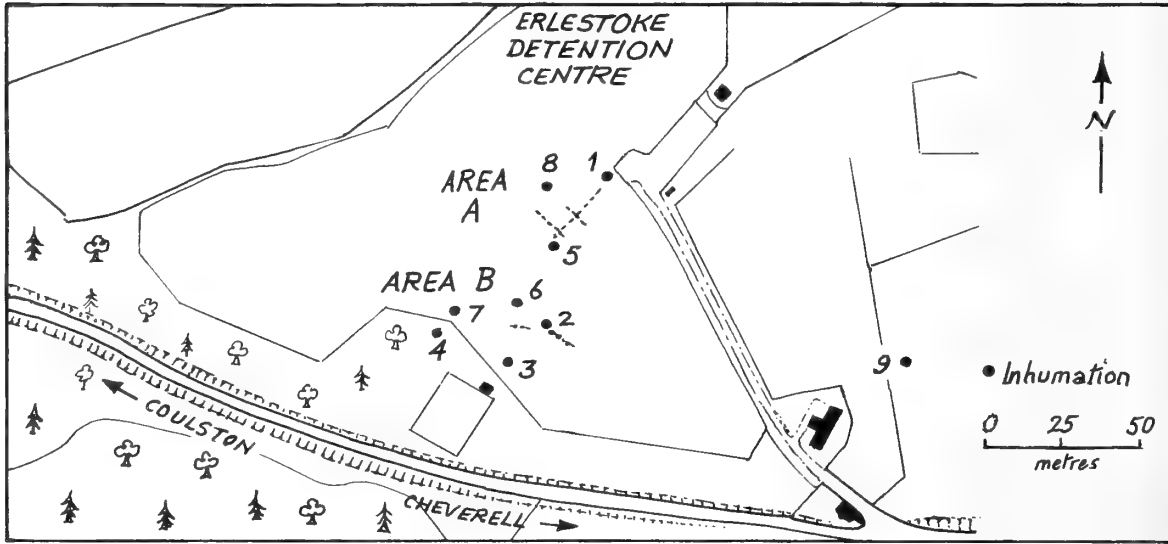 ERLESTOKE
DETENTION
CENTRE
N
8
1
AREA
A
5
AREA B
6
7
2
4
3
9
Inhumation
COULSTON
0 25 50
metres
CHEVERELL